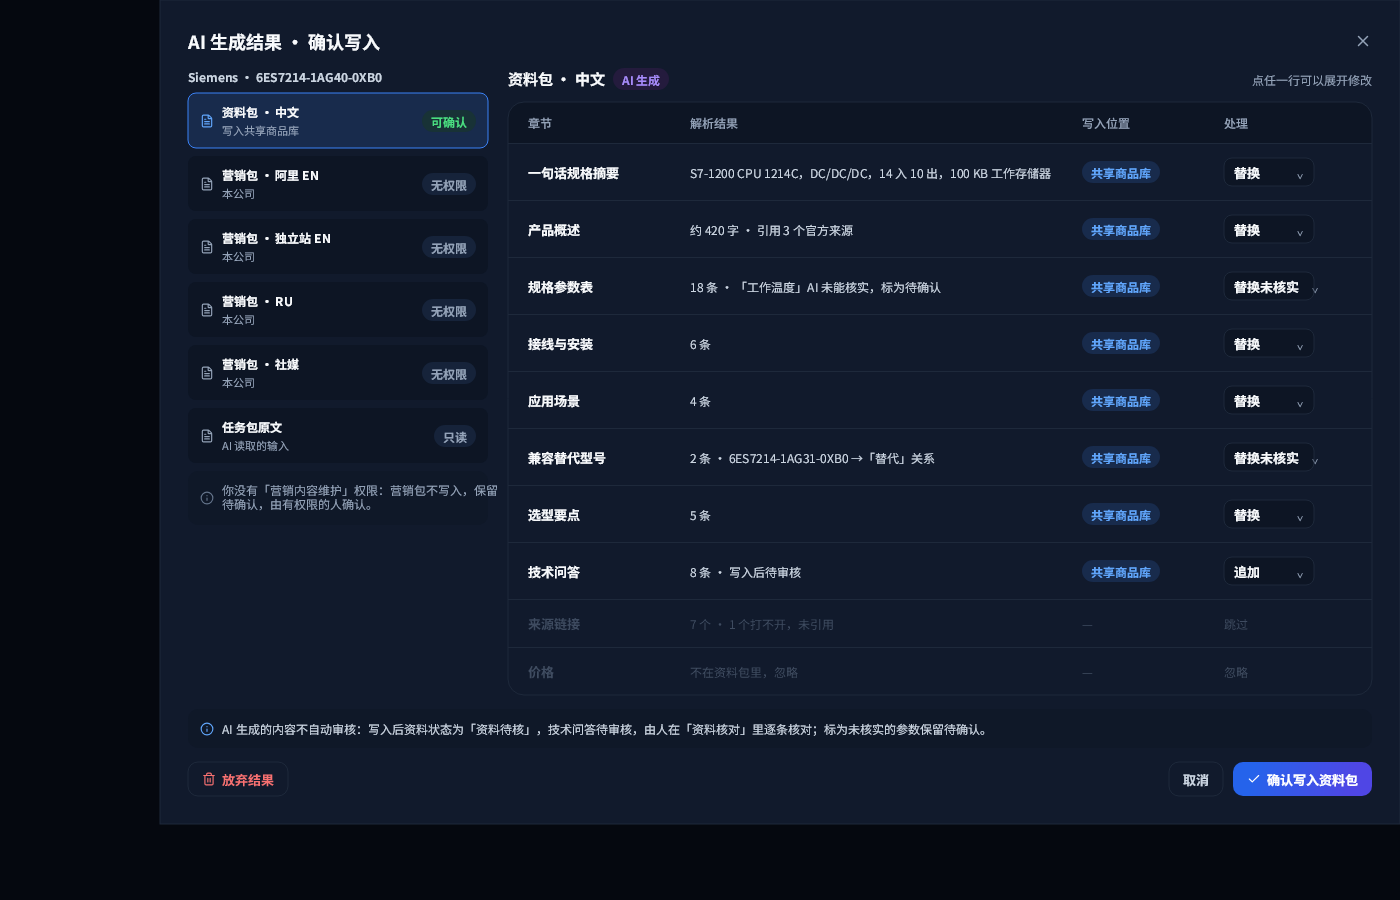 AI 生成结果 · 确认写入
Siemens · 6ES7214-1AG40-0XB0
资料包 · 中文
写入共享商品库
可确认
营销包 · 阿里 EN
本公司
无权限
营销包 · 独立站 EN
本公司
无权限
营销包 · RU
本公司
无权限
营销包 · 社媒
本公司
无权限
任务包原文
AI 读取的输入
只读
你没有「营销内容维护」权限：营销包不写入，保留
待确认，由有权限的人确认。
资料包 · 中文 AI 生成
点任一行可以展开修改
章节 解析结果 写入位置 处理
一句话规格摘要 S7-1200 CPU 1214C，DC/DC/DC，14 入 10 出，100 KB 工作存储器 共享商品库 替换
产品概述 约 420 字 · 引用 3 个官方来源 共享商品库 替换
规格参数表 18 条 · 「工作温度」AI 未能核实，标为待确认 共享商品库 替换未核实
接线与安装 6 条 共享商品库 替换
应用场景 4 条 共享商品库 替换
兼容替代型号 2 条 · 6ES7214-1AG31-0XB0 →「替代」关系 共享商品库 替换未核实
选型要点 5 条 共享商品库 替换
技术问答 8 条 · 写入后待审核 共享商品库 追加
来源链接 7 个 · 1 个打不开，未引用 — 跳过
价格 不在资料包里，忽略 — 忽略
AI 生成的内容不自动审核：写入后资料状态为「资料待核」，技术问答待审核，由人在「资料核对」里逐条核对；标为未核实的参数保留待确认。
放弃结果
取消
确认写入资料包